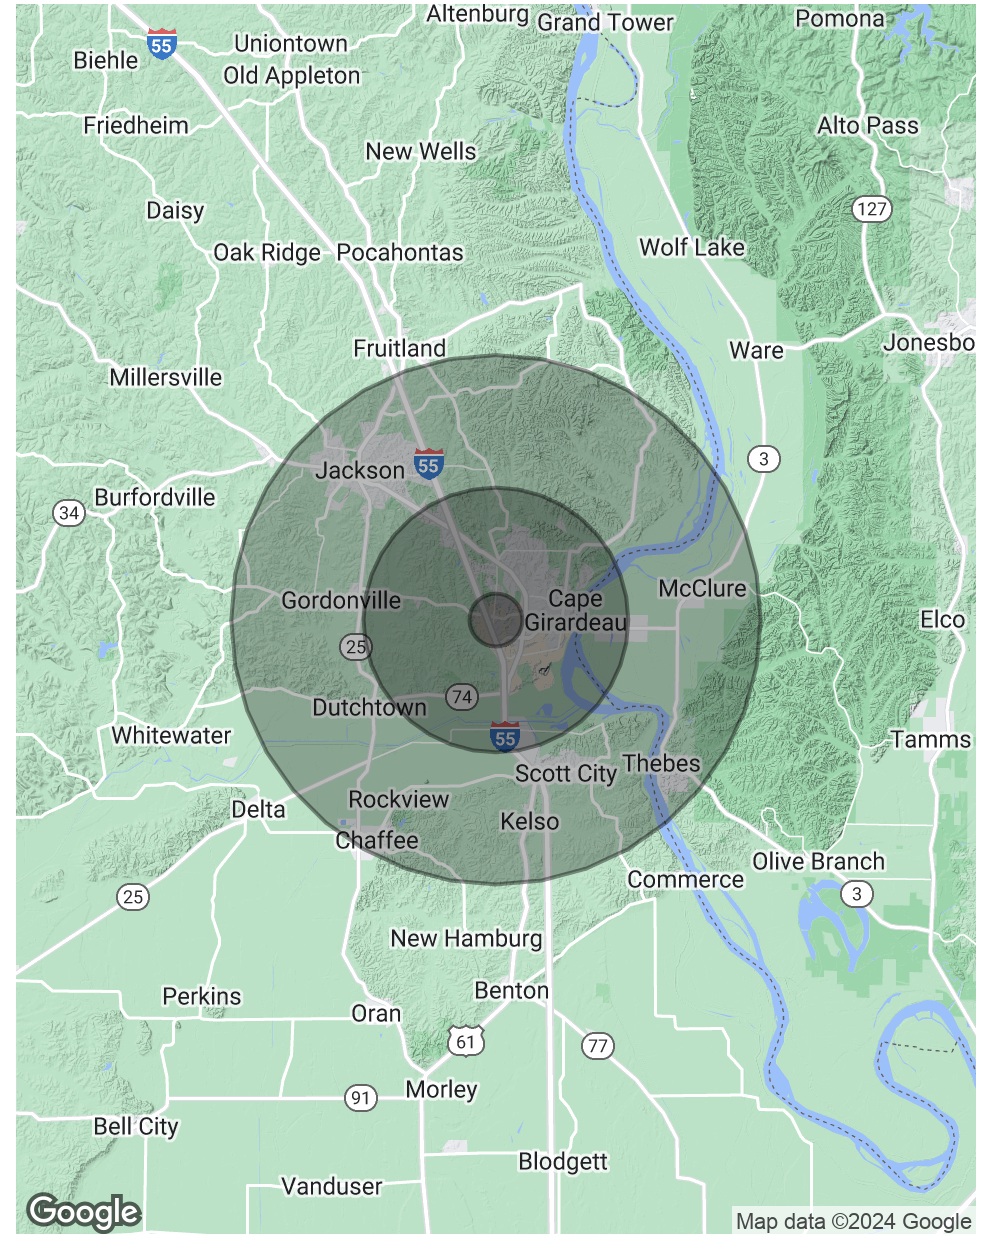 Altenburg
Grand Tower
Pomona
55
Uniontown
Biehle
Old Appleton
Friedheim
Alto Pass
New Wells
Daisy
127
Oak Ridge
Pocahontas
Wolf Lake
Fruitland
Ware
Jonesbo
Millersville
Jackson
55
3
Burfordville
34
McClure
Gordonville
Cape
Girardeau
Elco
25
74
Dutchtown
Whitewater
55
Tamms
Scott City
Thebes
Rockview
Delta
Kelso
Chaffee
Olive Branch
Commerce
25
3
New Hamburg
Benton
Perkins
Oran
61
77
Morley
91
Bell City
Blodgett
Vanduser
Google
Map data ©2024 Google